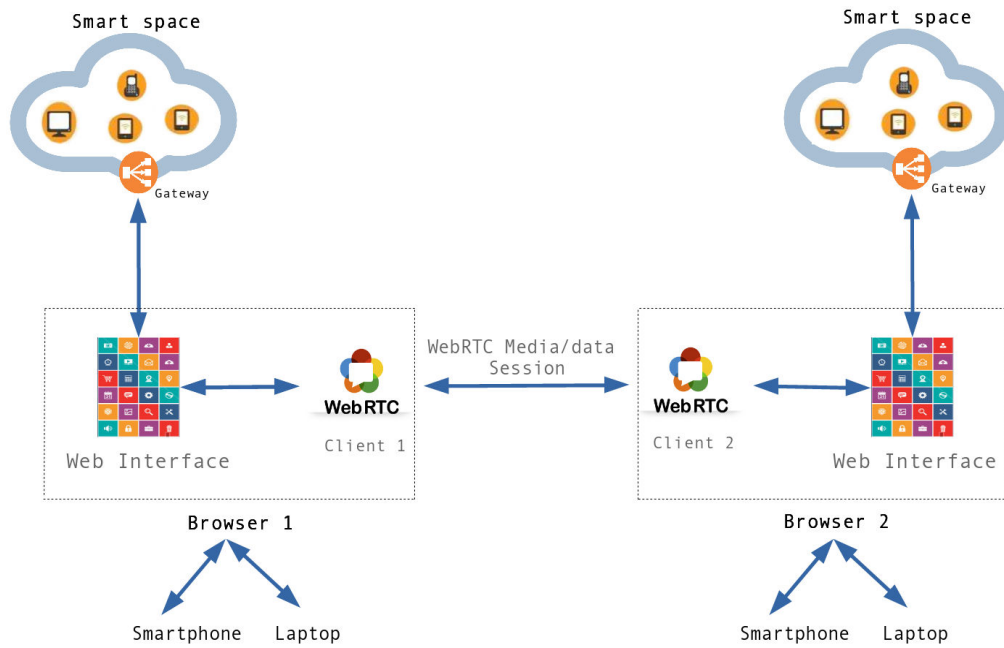 Smart space
Smart space
Gateway
Gateway
WebRTC Media/data
Session
WebRTC
WebRTC
Client 1
Client 2
Web Interface
Web Interface
Browser 1
Browser 2
Smartphone
Laptop
Smartphone
Laptop